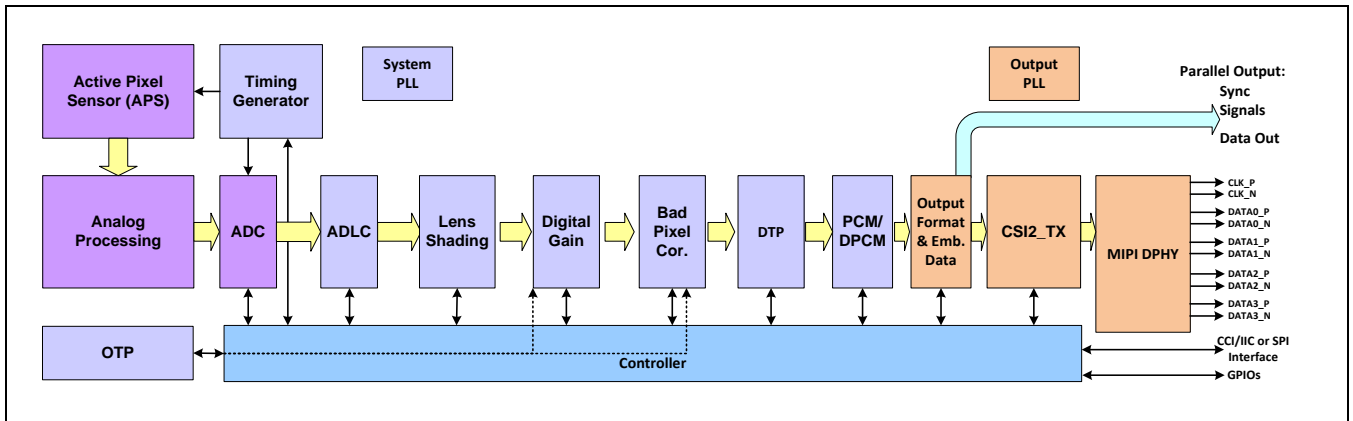 Active Pixel
Sensor (APS)
Timing
Generator
System
PLL
Output
PLL
Parallel Output:
Sync
Signals
Data Out
Analog
Processing
ADC
ADLC
Lens
Shading
Digital
Gain
Bad
Pixel
Cor.
DTP
PCM/
DPCM
Output
Format
& Emb.
Data
CSI2_TX
MIPI DPHY
CLK_P
CLK_N
DATA0_P
DATA0_N
DATA1_P
DATA1_N
DATA2_P
DATA2_N
DATA3_P
DATA3_N
OTP
Controller
CCI/IIC or SPI
Interface
GPIOs